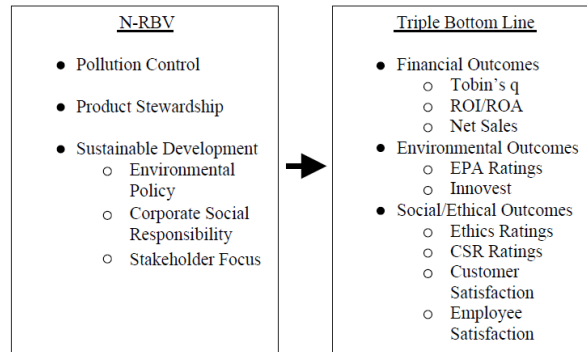 N-RBV
● Pollution Control
● Product Stewardship
● Sustainable Development
○ Environmental
Policy
○ Corporate Social
Responsibility
○ Stakeholder Focus
Triple Bottom Line
● Financial Outcomes
○ Tobin's q
○ ROI/ROA
○ Net Sales
● Environmental Outcomes
○ EPA Ratings
○ Innovest
● Social/Ethical Outcomes
○ Ethics Ratings
○ CSR Ratings
○ Customer
Satisfaction
○ Employee
Satisfaction